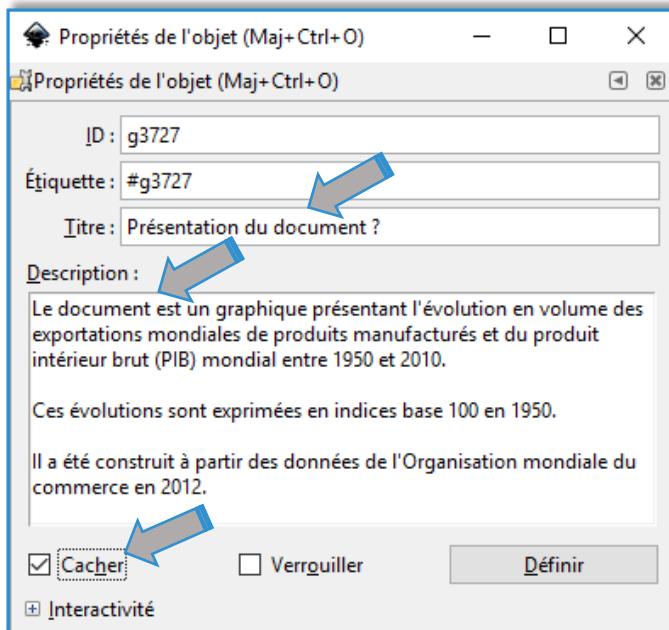 Propriétés de l'objet (Maj+Ctrl+O)
Propriétés de l'objet (Maj+Ctrl+O)
ID : g3727
Étiquette : #g3727
Titre : Présentation du document ?
Description :
Le document est un graphique présentant l'évolution en volume des
exportations mondiales de produits manufacturés et du produit
intérieur brut (PIB) mondial entre 1950 et 2010.
Ces évolutions sont exprimées en indices base 100 en 1950.
Il a été construit à partir des données de l'Organisation mondiale du
commerce en 2012.
Cacher Verrouiller Définir
Interactivité